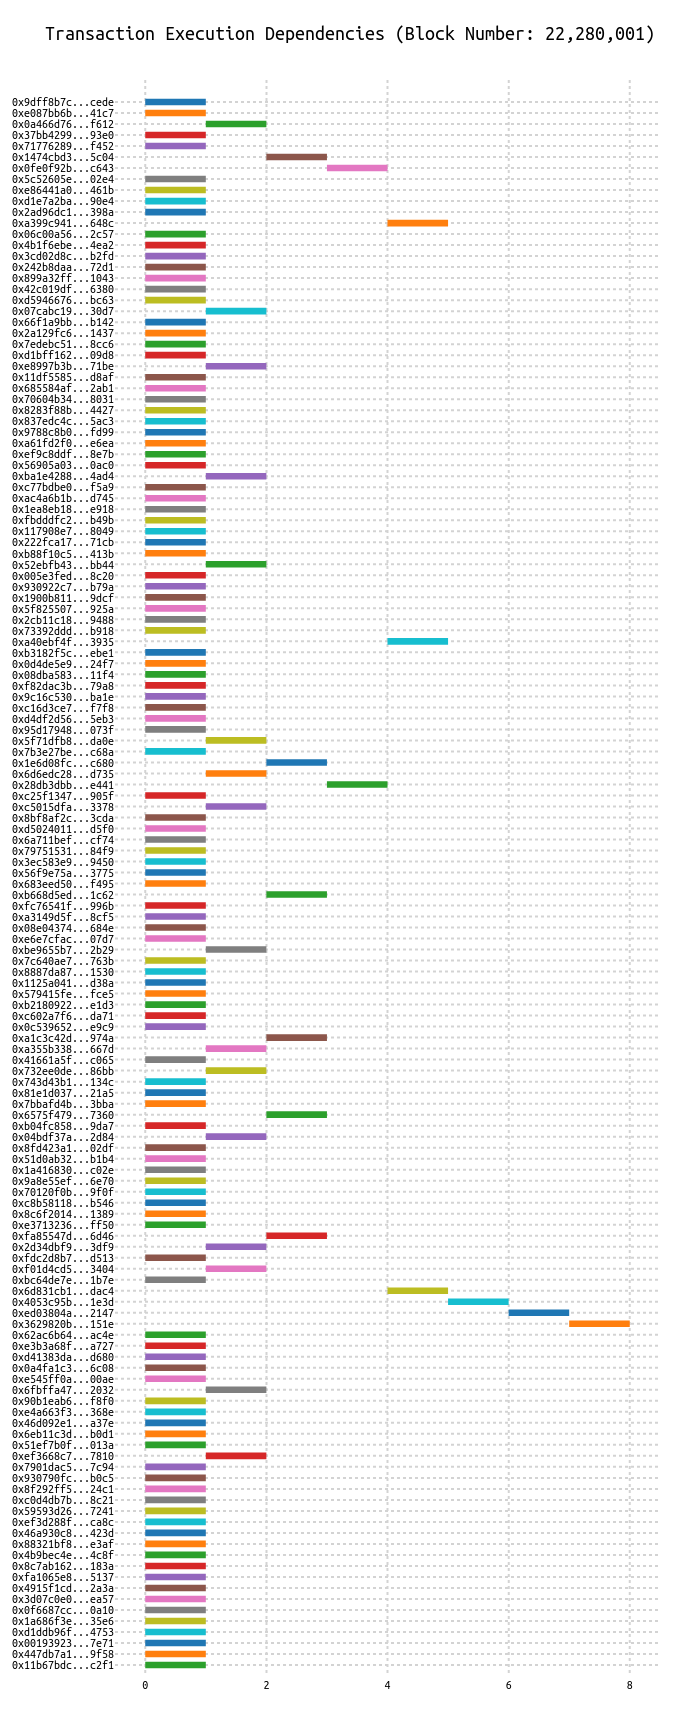 Transaction Execution Dependencies (Block Number: 22,280,001)
0x9dff8b7c...cede
0xe087bb6b...41c7
0x0a466d76...f612
0x37bb4299...93e0
0x71776289...f452
0x1474cbd3...5c04
0x0fe0f92b...c643
0x5c52605e...02e4
0xe86441a0...461b
0xd1e7a2ba...90e4
0x2ad96dc1...398a
0xa399c941...648c
0x06c00a56...2c57
0x4b1f6ebe...4ea2
0x3cd02d8c...b2fd
0x242b8daa...72d1
0x899a32ff...1043
0x42c019df...6380
0xd5946676...bc63
0x07cabc19...30d7
0x66f1a9bb...b142
0x2a129fc6...1437
0x7edebc51...8cc6
0xd1bff162...09d8
0xe8997b3b...71be
0x11df5585...d8af
0x685584af...2ab1
0x70604b34...8031
0x8283f88b...4427
0x837edc4c...5ac3
0x9788c8b0...fd99
0xa61fd2f0...e6ea
0xef9c8ddf...8e7b
0x56905a03...0ac0
0xba1e4288...4ad4
0xc77bdbe0...f5a9
0xac4a6b1b...d745
0x1ea8eb18...e918
0xfbdddfc2...b49b
0x117908e7...8049
0x222fca17...71cb
0xb88f10c5...413b
0x52ebfb43...bb44
0x005e3fed...8c20
0x930922c7...b79a
0x1900b811...9dcf
0x5f825507...925a
0x2cb11c18...9488
0x73392ddd...b918
0xa40ebf4f...3935
0xb3182f5c...ebe1
0x0d4de5e9...24f7
0x08dba583...11f4
0xf82dac3b...79a8
0x9c16c530...ba1e
0xc16d3ce7...f7f8
0xd4df2d56...5eb3
0x95d17948...073f
0x5f71dfb8...da0e
0x7b3e27be...c68a
0x1e6d08fc...c680
0x6d6edc28...d735
0x28db3dbb...e441
0xc25f1347...905f
0xc5015dfa...3378
0x8bf8af2c...3cda
0xd5024011...d5f0
0x6a711bef...cf74
0x79751531...84f9
0x3ec583e9...9450
0x56f9e75a...3775
0x683eed50...f495
0xb668d5ed...1c62
0xfc76541f...996b
0xa3149d5f...8cf5
0x08e04374...684e
0xe6e7cfac...07d7
0xbe9655b7...2b29
0x7c640ae7...763b
0x8887da87...1530
0x1125a041...d38a
0x579415fe...fce5
0xb2180922...e1d3
0xc602a7f6...da71
0x0c539652...e9c9
0xa1c3c42d...974a
0xa355b338...667d
0x41661a5f...c065
0x732ee0de...86bb
0x743d43b1...134c
0x81e1d037...21a5
0x7bbafd4b...3bba
0x6575f479...7360
0xb04fc858...9da7
0x04bdf37a...2d84
0x8fd423a1...02df
0x51d0ab32...b1b4
0x1a416830...c02e
0x9a8e55ef...6e70
0x70120f0b...9f0f
0xc8b58118...b546
0x8c6f2014...1389
0xe3713236...ff50
0xfa85547d...6d46
0x2d34dbf9...3df9
0xfdc2d8b7...d513
0xf01d4cd5...3404
0xbc64de7e...1b7e
0x6d831cb1...dac4
0x4053c95b...1e3d
0xed03804a...2147
0x3629820b...151e
0x62ac6b64...ac4e
0xe3b3a68f...a727
0xd41383da...d680
0x0a4fa1c3...6c08
0xe545ff0a...00ae
0x6fbffa47...2032
0x90b1eab6...f8f0
0xe4a663f3...368e
0x46d092e1...a37e
0x6eb11c3d...b0d1
0x51ef7b0f...013a
0xef3668c7...7810
0x7901dac5...7c94
0x930790fc...b0c5
0x8f292ff5...24c1
0xc0d4db7b...8c21
0x59593d26...7241
0xef3d288f...ca8c
0x46a930c8...423d
0x88321bf8...e3af
0x4b9bec4e...4c8f
0x8c7ab162...183a
0xfa1065e8...5137
0x4915f1cd...2a3a
0x3d07c0e0...ea57
0x0f6687cc...0a10
0x1a686f3e...35e6
0xd1ddb96f...4753
0x00193923...7e71
0x447db7a1...9f58
0x11b67bdc...c2f1
0 2 4 6 8